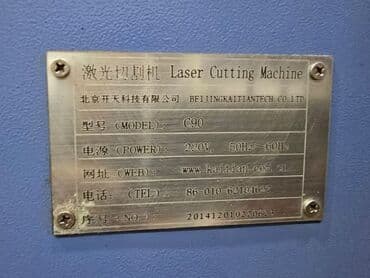 激光切割机 Laser Cutting Machine
北京开天科技有限公司 BEIJINGKAITIANTECH.CO.LTD
型号(MODEL): C90
电源(POWER): 220V, 50Hz-60Hz
网址(WEB):
电话:(TEL)
序号(No.)